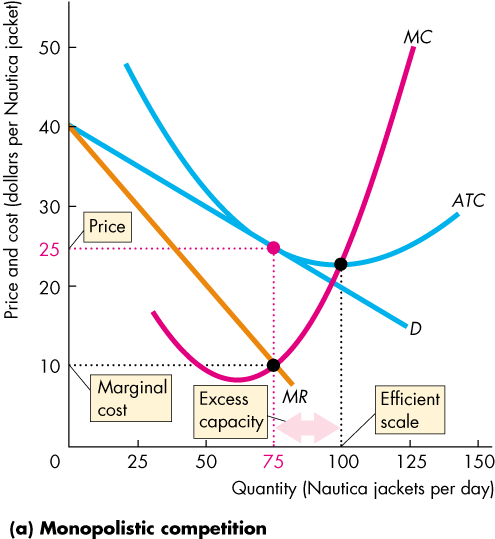 Price and cost (dollars per Nautica jacket)
50
40
30
25
20
10
0
25
50
75
100
125
150
MC
ATC
D
MR
Price
Marginal
cost
Excess
capacity
Efficient
scale
Quantity (Nautica jackets per day)
(a) Monopolistic competition